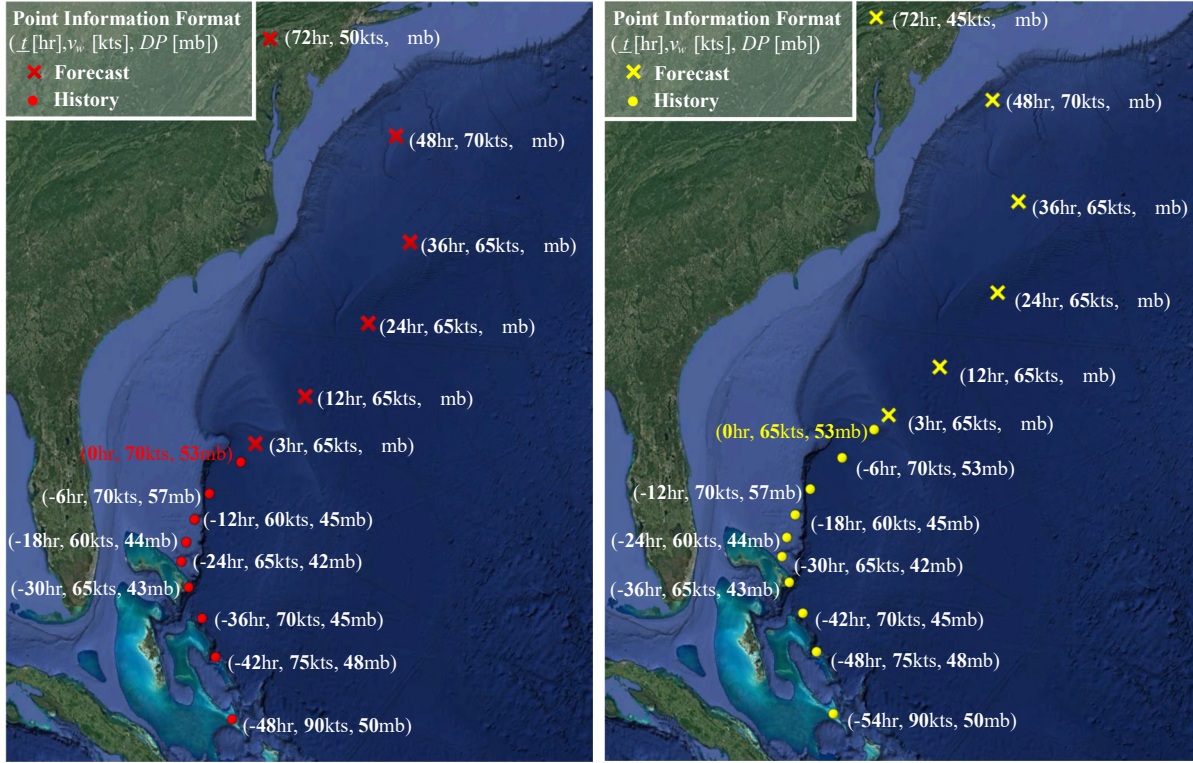 Point Information Format
(t [hr],v_w [kts], DP [mb])
Forecast
History
(72hr, 50kts, mb)
(48hr, 70kts, mb)
(36hr, 65kts, mb)
(24hr, 65kts, mb)
(12hr, 65kts, mb)
(3hr, 65kts, mb)
(0hr, 70kts, 53mb)
(-6hr, 70kts, 57mb)
(-12hr, 60kts, 45mb)
(-18hr, 60kts, 44mb)
(-24hr, 65kts, 42mb)
(-30hr, 65kts, 43mb)
(-36hr, 70kts, 45mb)
(-42hr, 75kts, 48mb)
(-48hr, 90kts, 50mb)
Point Information Format
(t [hr],v_w [kts], DP [mb])
Forecast
History
(72hr, 45kts, mb)
(48hr, 70kts, mb)
(36hr, 65kts, mb)
(24hr, 65kts, mb)
(12hr, 65kts, mb)
(3hr, 65kts, mb)
(0hr, 65kts, 53mb)
(-6hr, 70kts, 53mb)
(-12hr, 70kts, 57mb)
(-18hr, 60kts, 45mb)
(-24hr, 60kts, 44mb)
(-30hr, 65kts, 42mb)
(-36hr, 65kts, 43mb)
(-42hr, 70kts, 45mb)
(-48hr, 75kts, 48mb)
(-54hr, 90kts, 50mb)